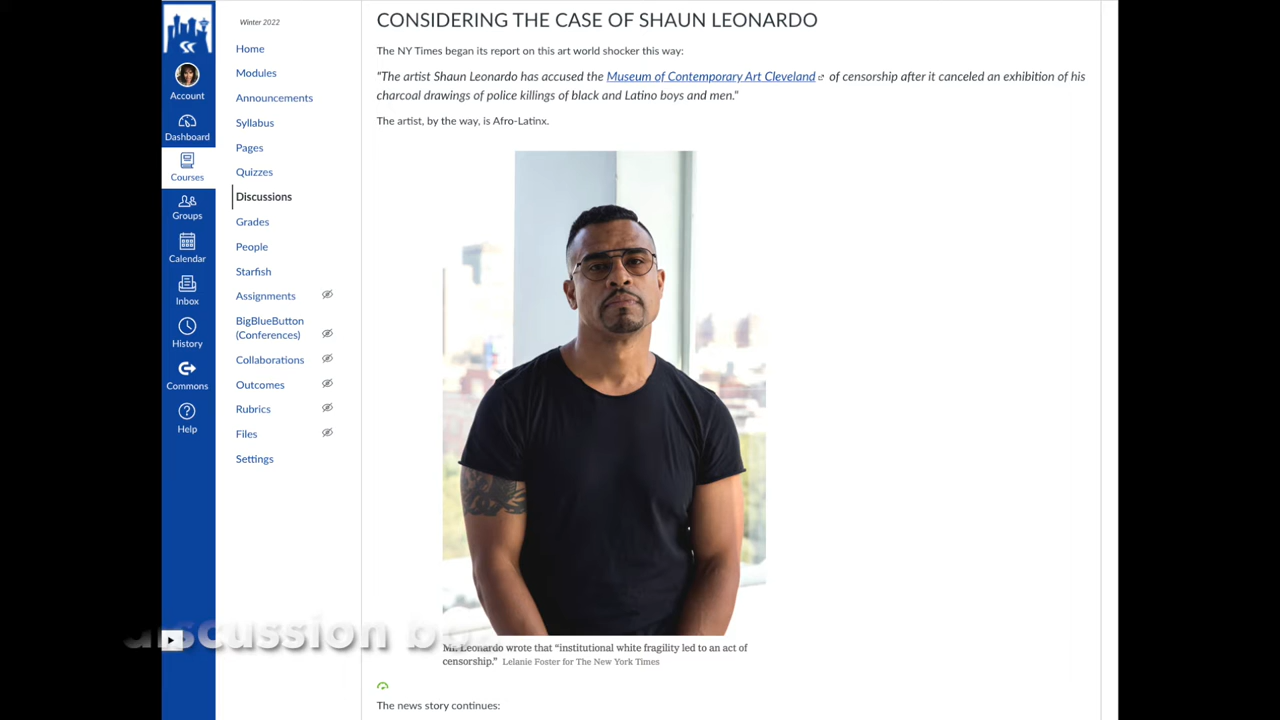 Winter 2022
Account
Dashboard
Courses
Groups
Calendar
Inbox
History
Commons
Help
Home
Modules
Announcements
Syllabus
Pages
Quizzes
Discussions
Grades
People
Starfish
Assignments
BigBlueButton
(Conferences)
Collaborations
Outcomes
Rubrics
Files
Settings
CONSIDERING THE CASE OF SHAUN LEONARDO
The NY Times began its report on this art world shocker this way:
"The artist Shaun Leonardo has accused the Museum of Contemporary Art Cleveland of censorship after it canceled an exhibition of his
charcoal drawings of police killings of black and Latino boys and men."
The artist, by the way, is Afro-Latinx.
discussion
Mr. Leonardo wrote that “institutional white fragility led to an act of
censorship.” Lelanie Foster for The New York Times
The news story continues: